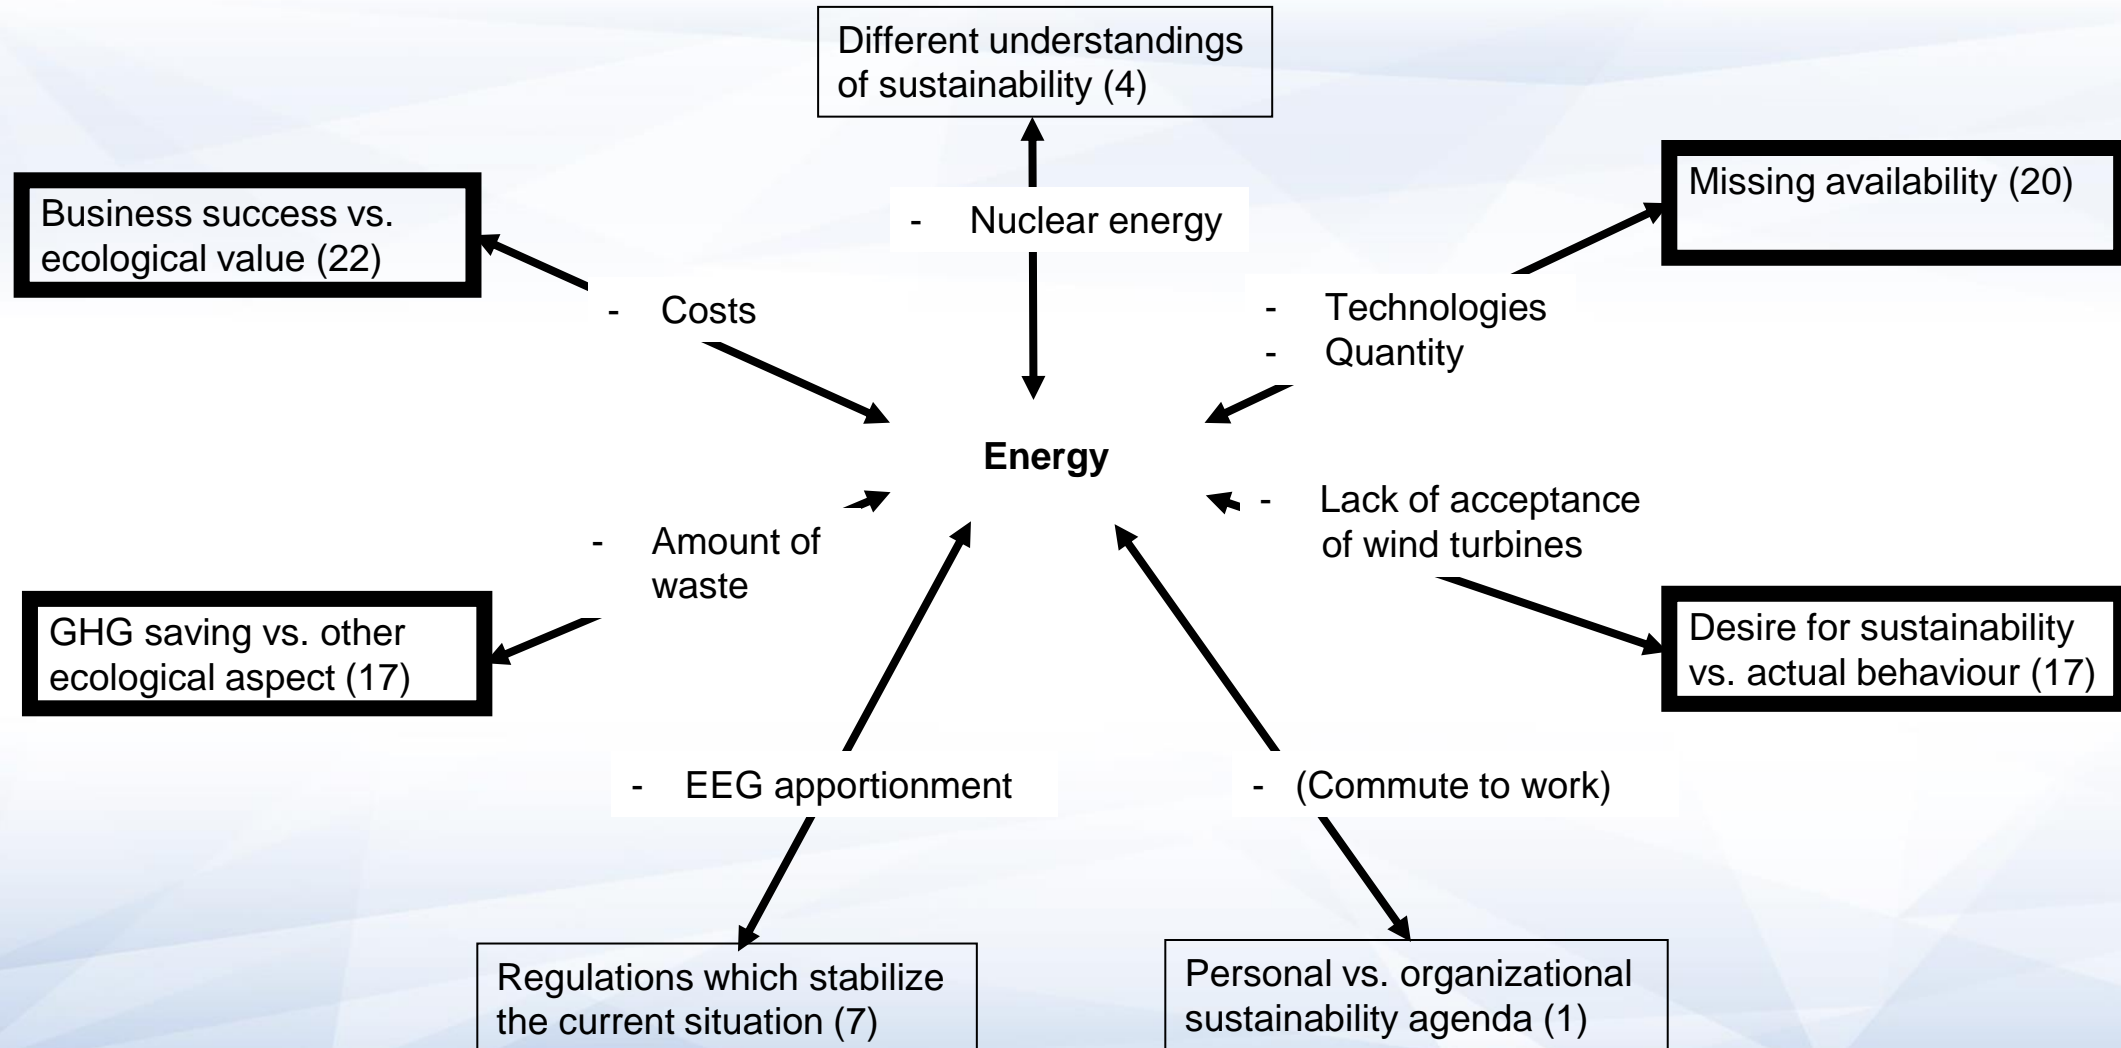 Different understandings
of sustainability (4)
Business success vs.
ecological value (22)
- Nuclear energy
Missing availability (20)
- Costs
- Technologies
- Quantity
Energy
- Amount of
waste
- Lack of acceptance
of wind turbines
GHG saving vs. other
ecological aspect (17)
Desire for sustainability
vs. actual behaviour (17)
- EEG apportionment
- (Commute to work)
Regulations which stabilize
the current situation (7)
Personal vs. organizational
sustainability agenda (1)